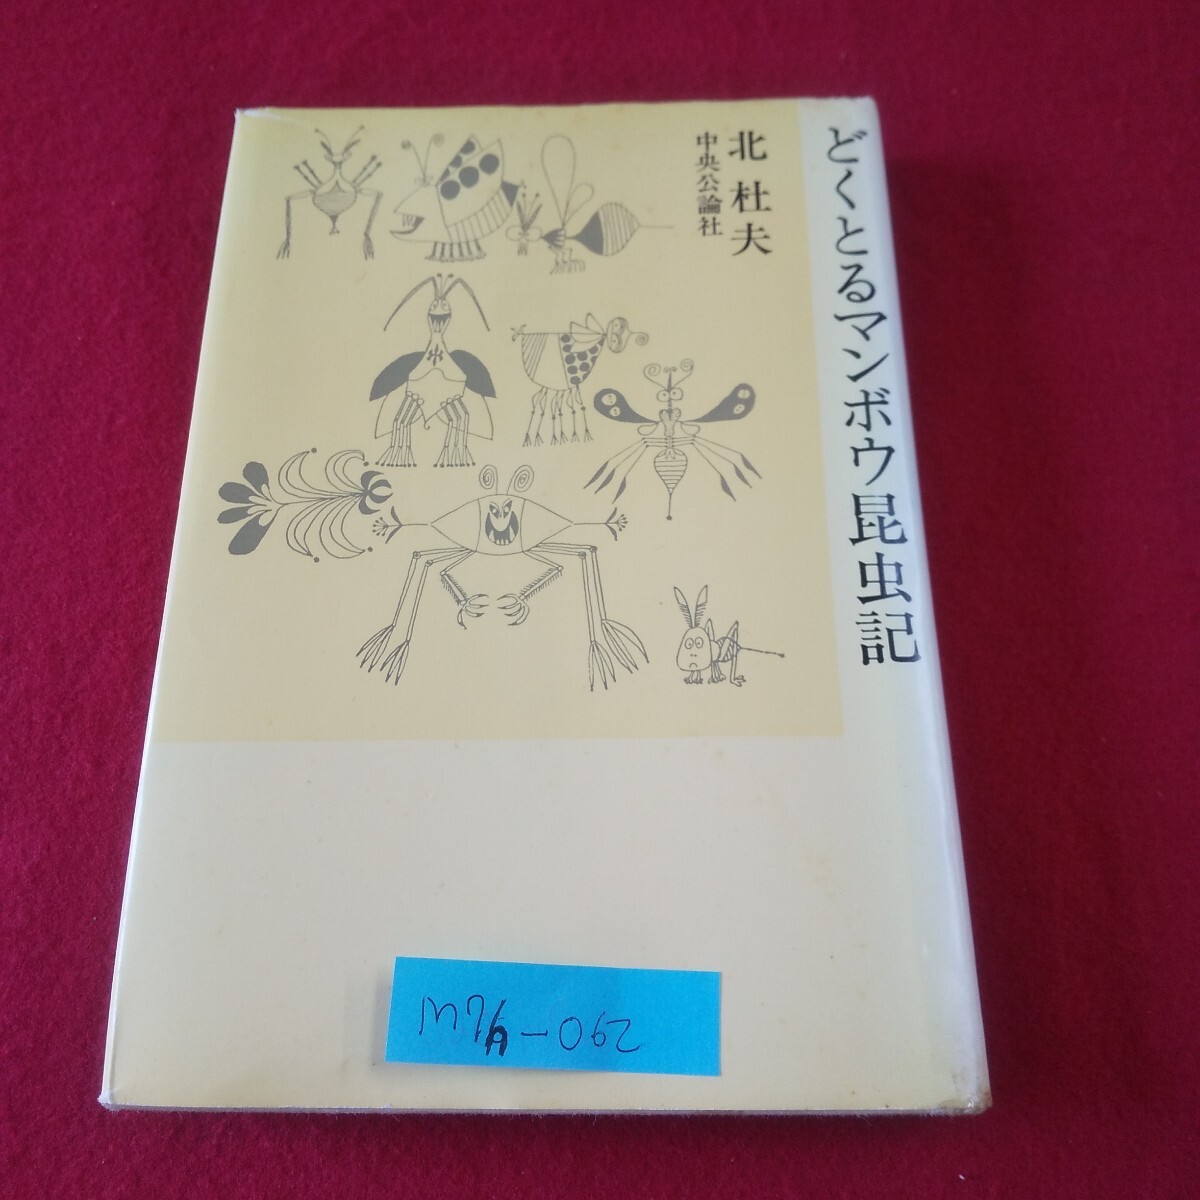 どくとるマンボウ昆虫記
北 杜夫
中央公論社
M7A-062